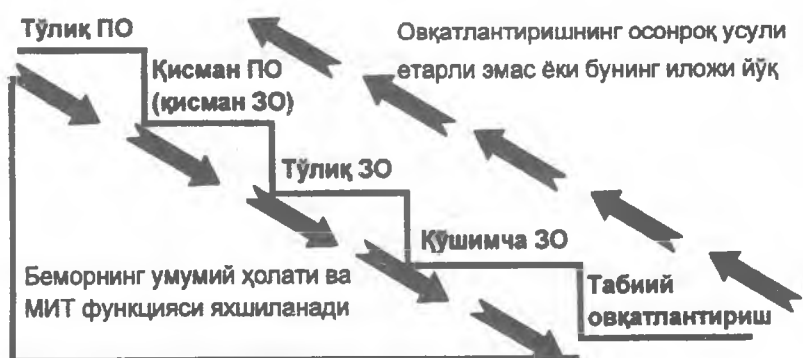 Тўлиқ ПО
Овқатлантиришнинг осонроқ усули
етарли эмас ёки бунинг иложи йўқ
Қисман ПО
(қисман ЗО)
Тўлиқ ЗО
Қўшимча ЗО
Беморнинг умумий ҳолати ва
МИТ функцияси яхшиланади
Табиий
овқатлантириш